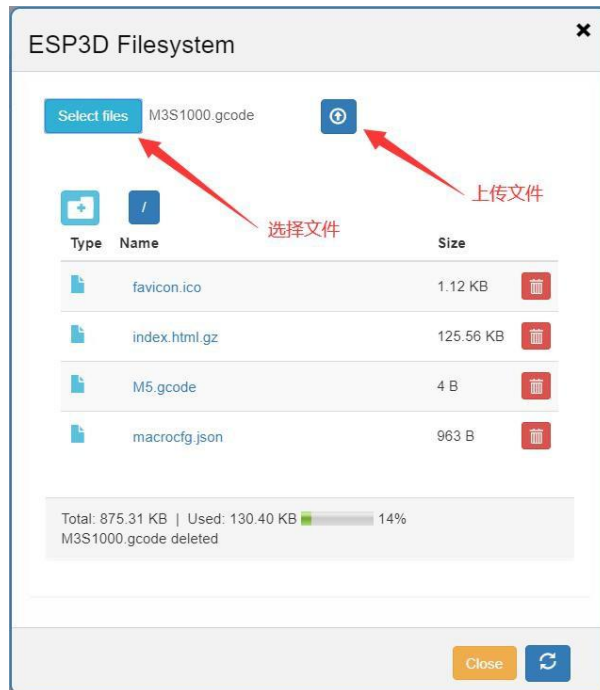 ESP3D Filesystem
Select files M3S1000.gcode
上传文件
选择文件
/
Type Name Size
favicon.ico 1.12 KB
index.html.gz 125.56 KB
M5.gcode 4 B
macrocfg.json 963 B
Total: 875.31 KB | Used: 130.40 KB 14%
M3S1000.gcode deleted
Close